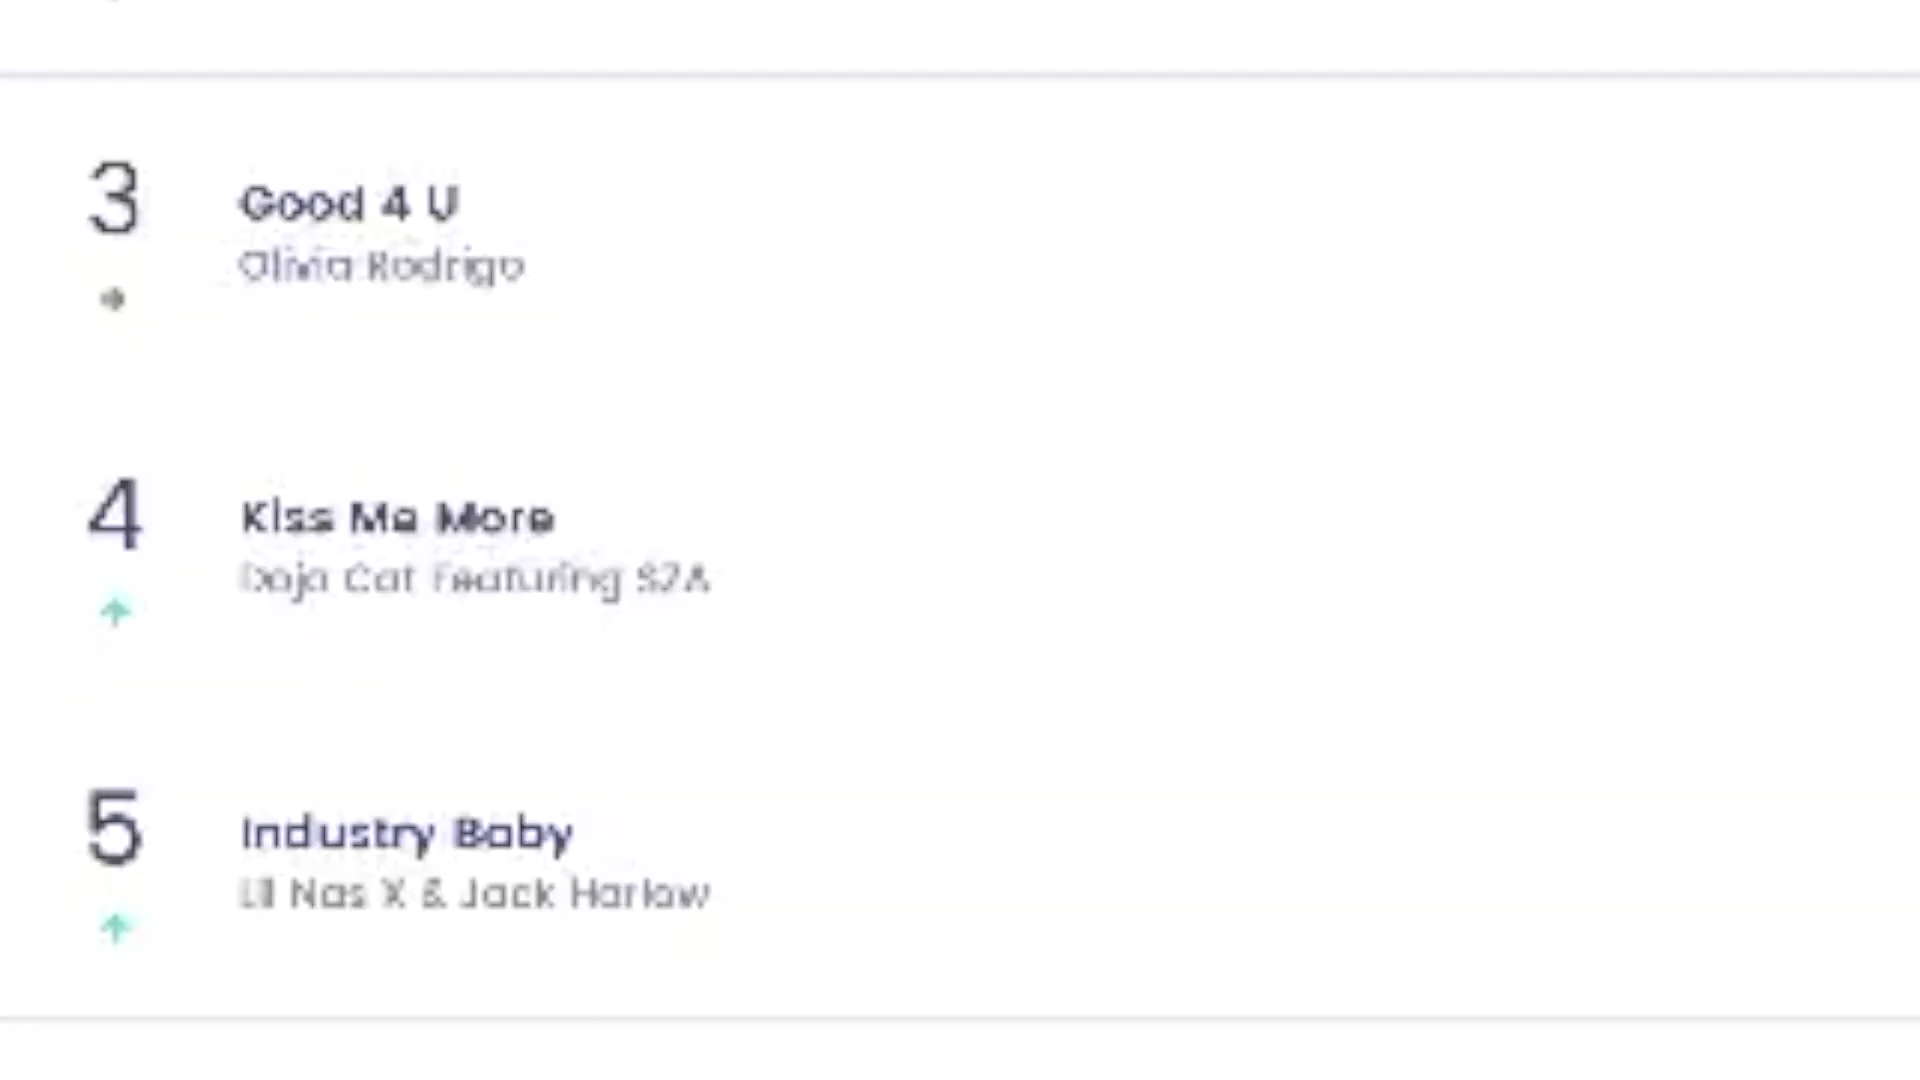 3
Good 4 U
Olivia Rodrigo
4
Kiss Me More
Doja Cat Featuring SZA
5
Industry Baby
Lil Nas X & Jack Harlow